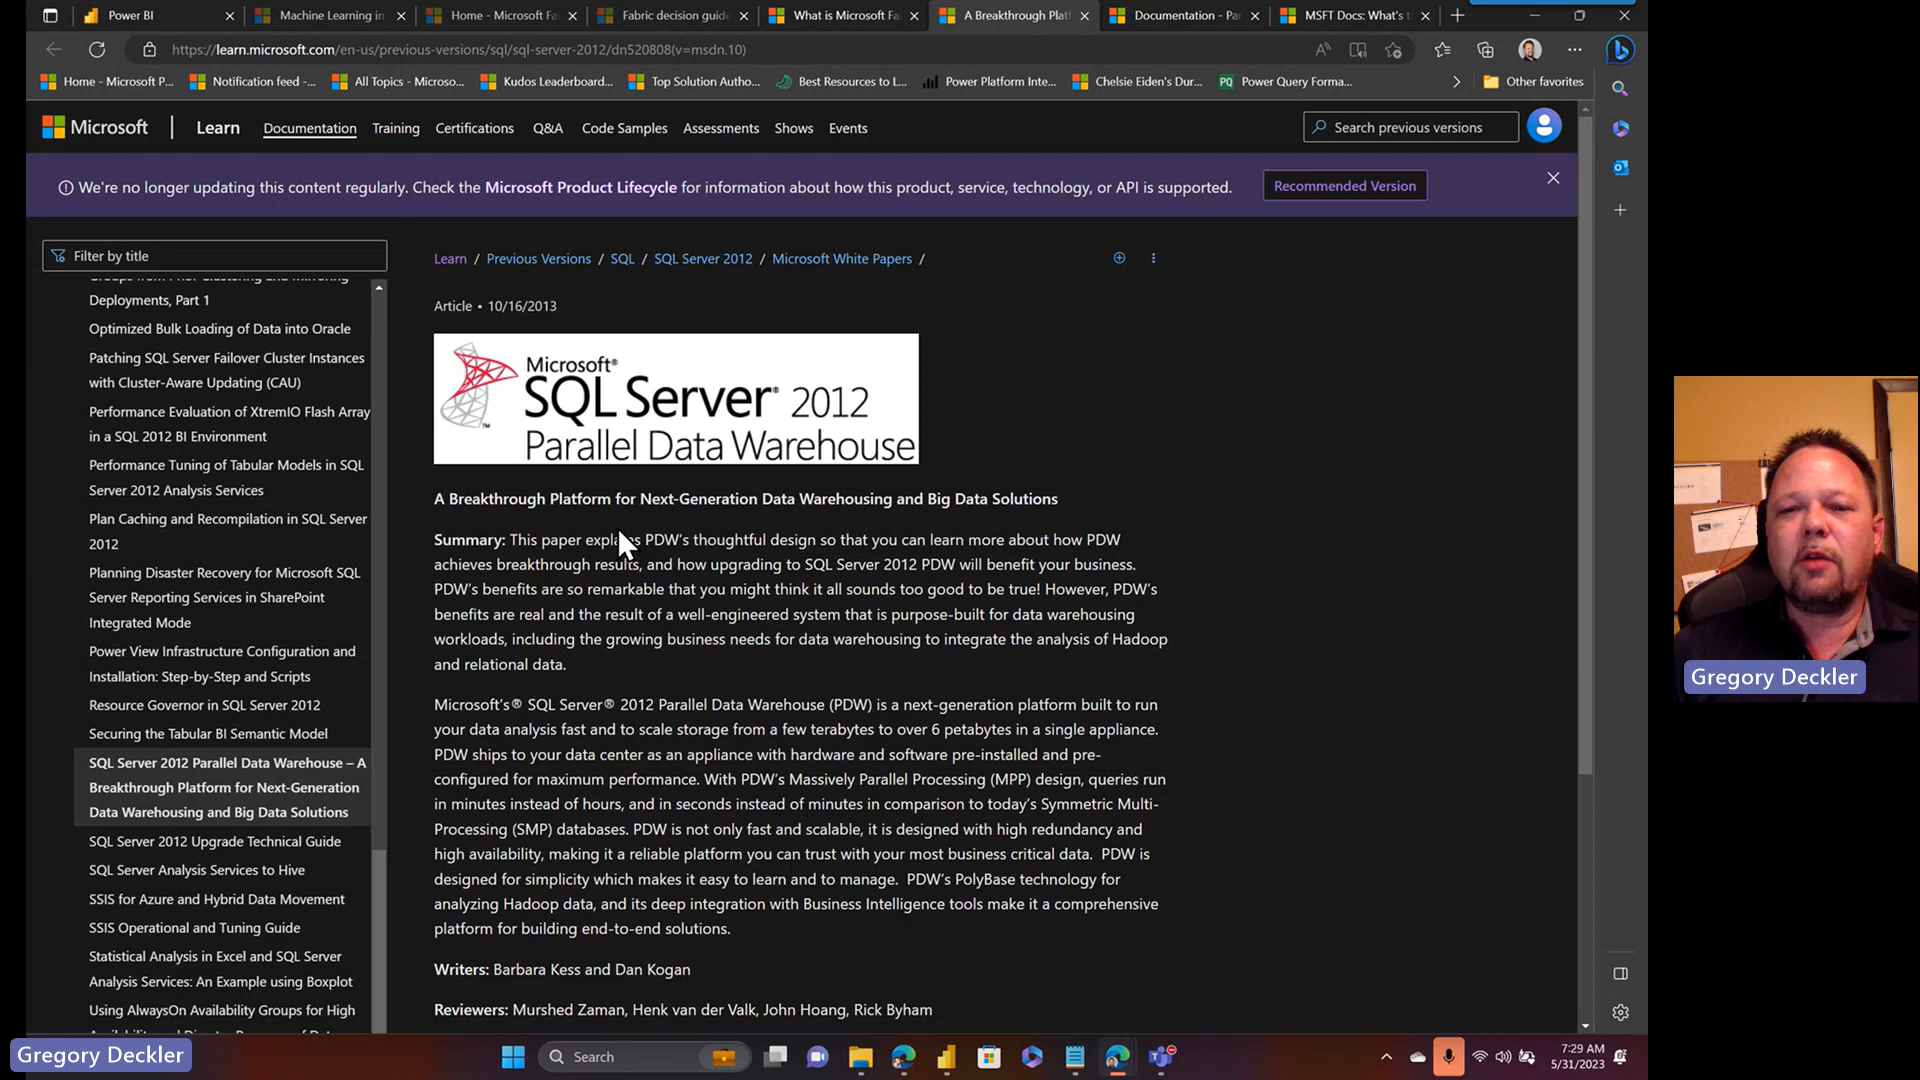 Power BI
Machine Learning in
Home - Microsoft Fa
Fabric decision guide
What is Microsoft Fa
A Breakthrough Platf
Documentation - Pa
MSFT Docs: What's t
https://learn.microsoft.com/en-us/previous-versions/sql/sql-server-2012/dn520808(v=msdn.10)
Home - Microsoft P...
Notification feed -...
All Topics - Microso...
Kudos Leaderboard...
Top Solution Autho...
Best Resources to L...
Power Platform Inte...
Chelsie Eiden's Dur...
PQ
Power Query Forma...
Other favorites
Microsoft
Learn
Documentation
Training
Certifications
Q&A
Code Samples
Assessments
Shows
Events
Search previous versions
We're no longer updating this content regularly. Check the Microsoft Product Lifecycle for information about how this product, service, technology, or API is supported.
Recommended Version
Filter by title
Deployments, Part 1
Optimized Bulk Loading of Data into Oracle
Patching SQL Server Failover Cluster Instances
with Cluster-Aware Updating (CAU)
Performance Evaluation of XtremIO Flash Array
in a SQL 2012 BI Environment
Performance Tuning of Tabular Models in SQL
Server 2012 Analysis Services
Plan Caching and Recompilation in SQL Server
2012
Planning Disaster Recovery for Microsoft SQL
Server Reporting Services in SharePoint
Integrated Mode
Power View Infrastructure Configuration and
Installation: Step-by-Step and Scripts
Resource Governor in SQL Server 2012
Securing the Tabular BI Semantic Model
SQL Server 2012 Parallel Data Warehouse – A
Breakthrough Platform for Next-Generation
Data Warehousing and Big Data Solutions
SQL Server 2012 Upgrade Technical Guide
SQL Server Analysis Services to Hive
SSIS for Azure and Hybrid Data Movement
SSIS Operational and Tuning Guide
Statistical Analysis in Excel and SQL Server
Analysis Services: An Example using Boxplot
Using AlwaysOn Availability Groups for High
Learn / Previous Versions / SQL / SQL Server 2012 / Microsoft White Papers /
Article • 10/16/2013
Microsoft®
SQL Server® 2012
Parallel Data Warehouse
A Breakthrough Platform for Next-Generation Data Warehousing and Big Data Solutions
Summary: This paper explains PDW's thoughtful design so that you can learn more about how PDW
achieves breakthrough results, and how upgrading to SQL Server 2012 PDW will benefit your business.
PDW's benefits are so remarkable that you might think it all sounds too good to be true! However, PDW's
benefits are real and the result of a well-engineered system that is purpose-built for data warehousing
workloads, including the growing business needs for data warehousing to integrate the analysis of Hadoop
and relational data.
Microsoft's® SQL Server® 2012 Parallel Data Warehouse (PDW) is a next-generation platform built to run
your data analysis fast and to scale storage from a few terabytes to over 6 petabytes in a single appliance.
PDW ships to your data center as an appliance with hardware and software pre-installed and pre-
configured for maximum performance. With PDW's Massively Parallel Processing (MPP) design, queries run
in minutes instead of hours, and in seconds instead of minutes in comparison to today's Symmetric Multi-
Processing (SMP) databases. PDW is not only fast and scalable, it is designed with high redundancy and
high availability, making it a reliable platform you can trust with your most business critical data. PDW is
designed for simplicity which makes it easy to learn and to manage. PDW's PolyBase technology for
analyzing Hadoop data, and its deep integration with Business Intelligence tools make it a comprehensive
platform for building end-to-end solutions.
Writers: Barbara Kess and Dan Kogan
Reviewers: Murshed Zaman, Henk van der Valk, John Hoang, Rick Byham
Gregory Deckler
Gregory Deckler
Search
7:29 AM
5/31/2023